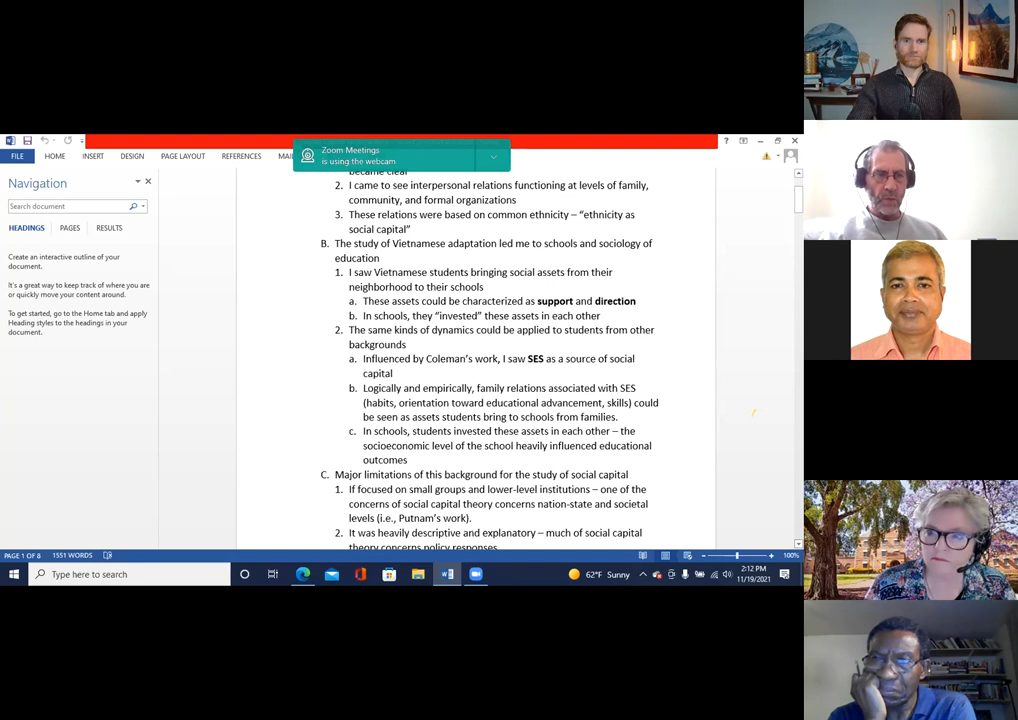 Zoom Meetings
is using the webcam
FILE HOME INSERT DESIGN PAGE LAYOUT REFERENCES
Navigation
Search document
HEADINGS PAGES RESULTS
Create an interactive outline of your
document.
It's a great way to keep track of where you are
or quickly move your content around.
To get started, go to the Home tab and apply
Heading styles to the headings in your
document.
became clear
2. I came to see interpersonal relations functioning at levels of family,
community, and formal organizations
3. These relations were based on common ethnicity – “ethnicity as
social capital”
B. The study of Vietnamese adaptation led me to schools and sociology of
education
1. I saw Vietnamese students bringing social assets from their
neighborhood to their schools
a. These assets could be characterized as support and direction
b. In schools, they “invested” these assets in each other
2. The same kinds of dynamics could be applied to students from other
backgrounds
a. Influenced by Coleman’s work, I saw SES as a source of social
capital
b. Logically and empirically, family relations associated with SES
(habits, orientation toward educational advancement, skills) could
be seen as assets students bring to schools from families.
c. In schools, students invested these assets in each other – the
socioeconomic level of the school heavily influenced educational
outcomes
C. Major limitations of this background for the study of social capital
1. If focused on small groups and lower-level institutions – one of the
concerns of social capital theory concerns nation-state and societal
levels (i.e., Putnam’s work).
2. It was heavily descriptive and explanatory – much of social capital
theory concerns policy responses
PAGE 1 OF 8 1551 WORDS 100%
Type here to search
62°F Sunny
2:12 PM
11/19/2021